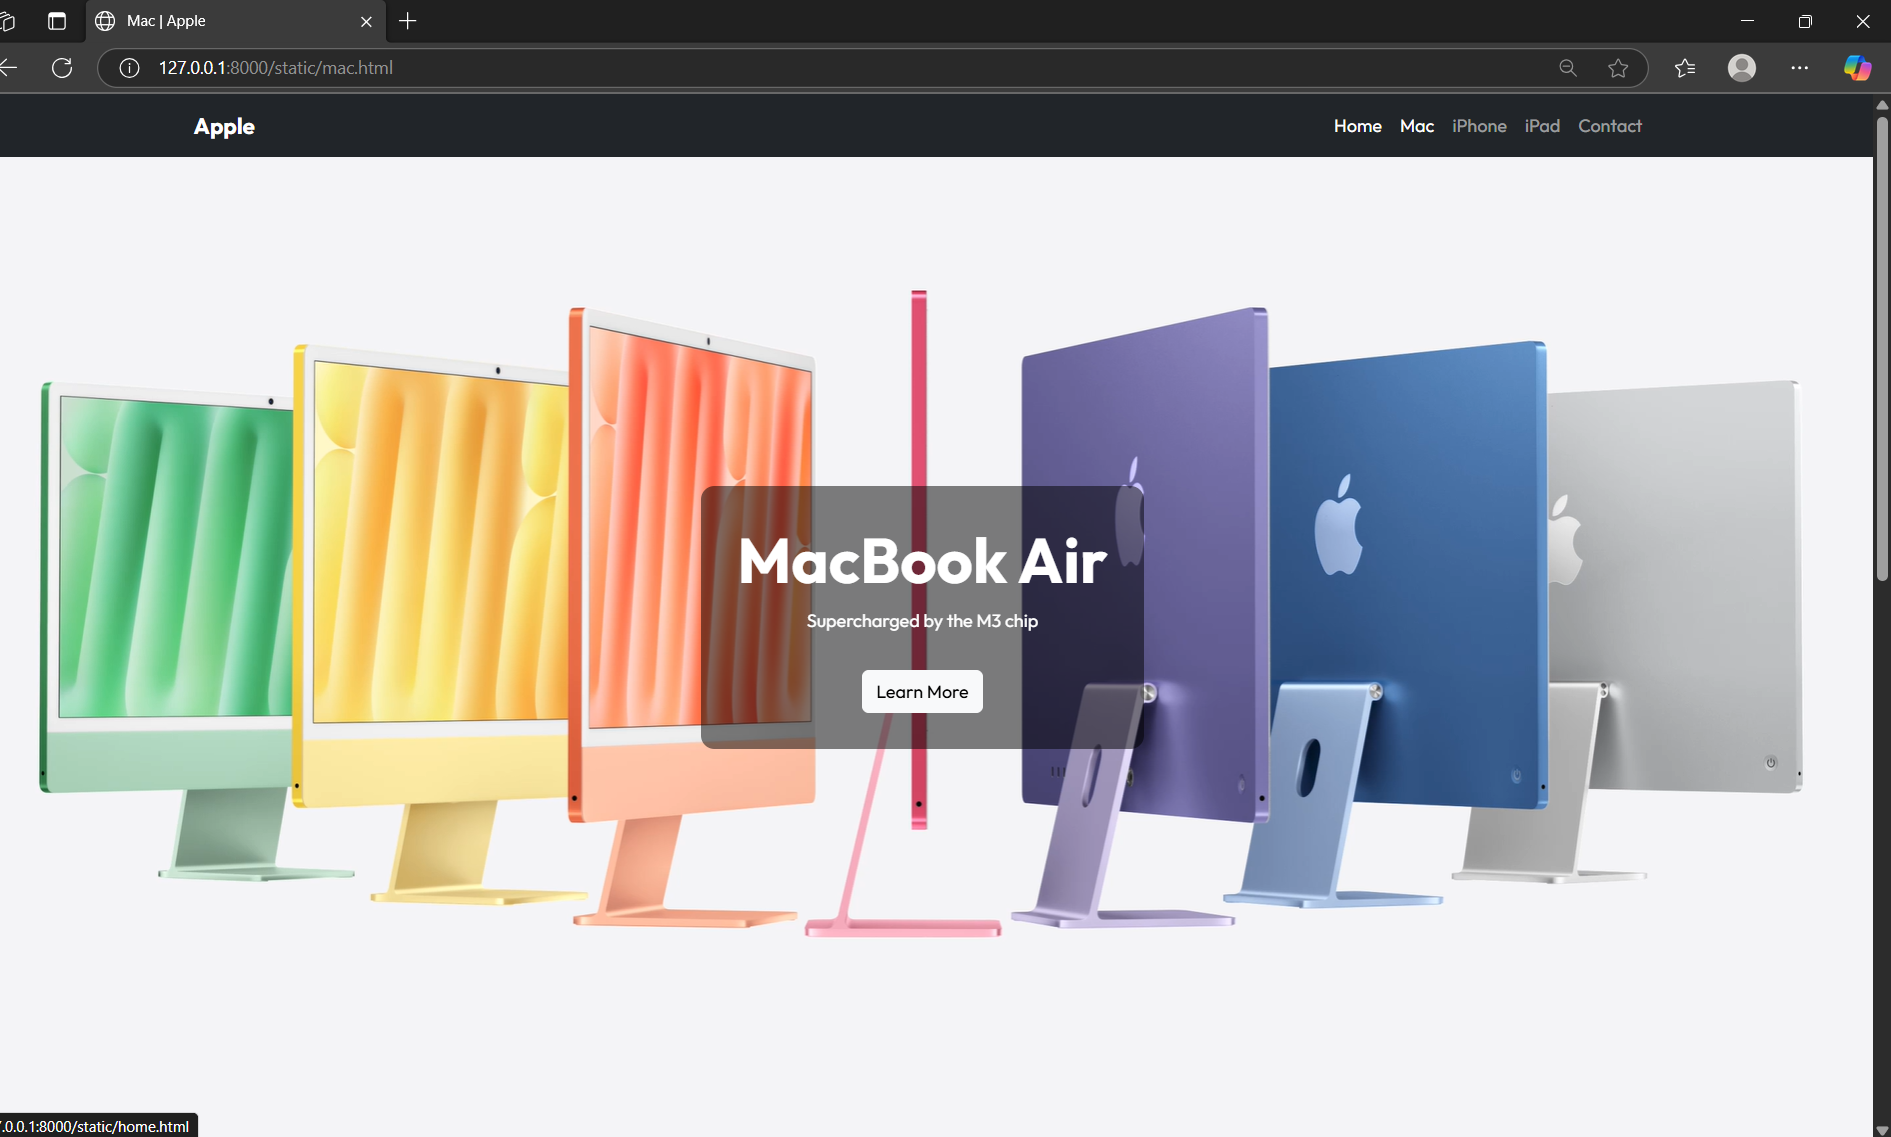 Mac | Apple
127.0.0.1:8000/static/mac.html
Apple
Home Mac iPhone iPad Contact
MacBook Air
Supercharged by the M3 chip
Learn More
.0.0.1:8000/static/home.html